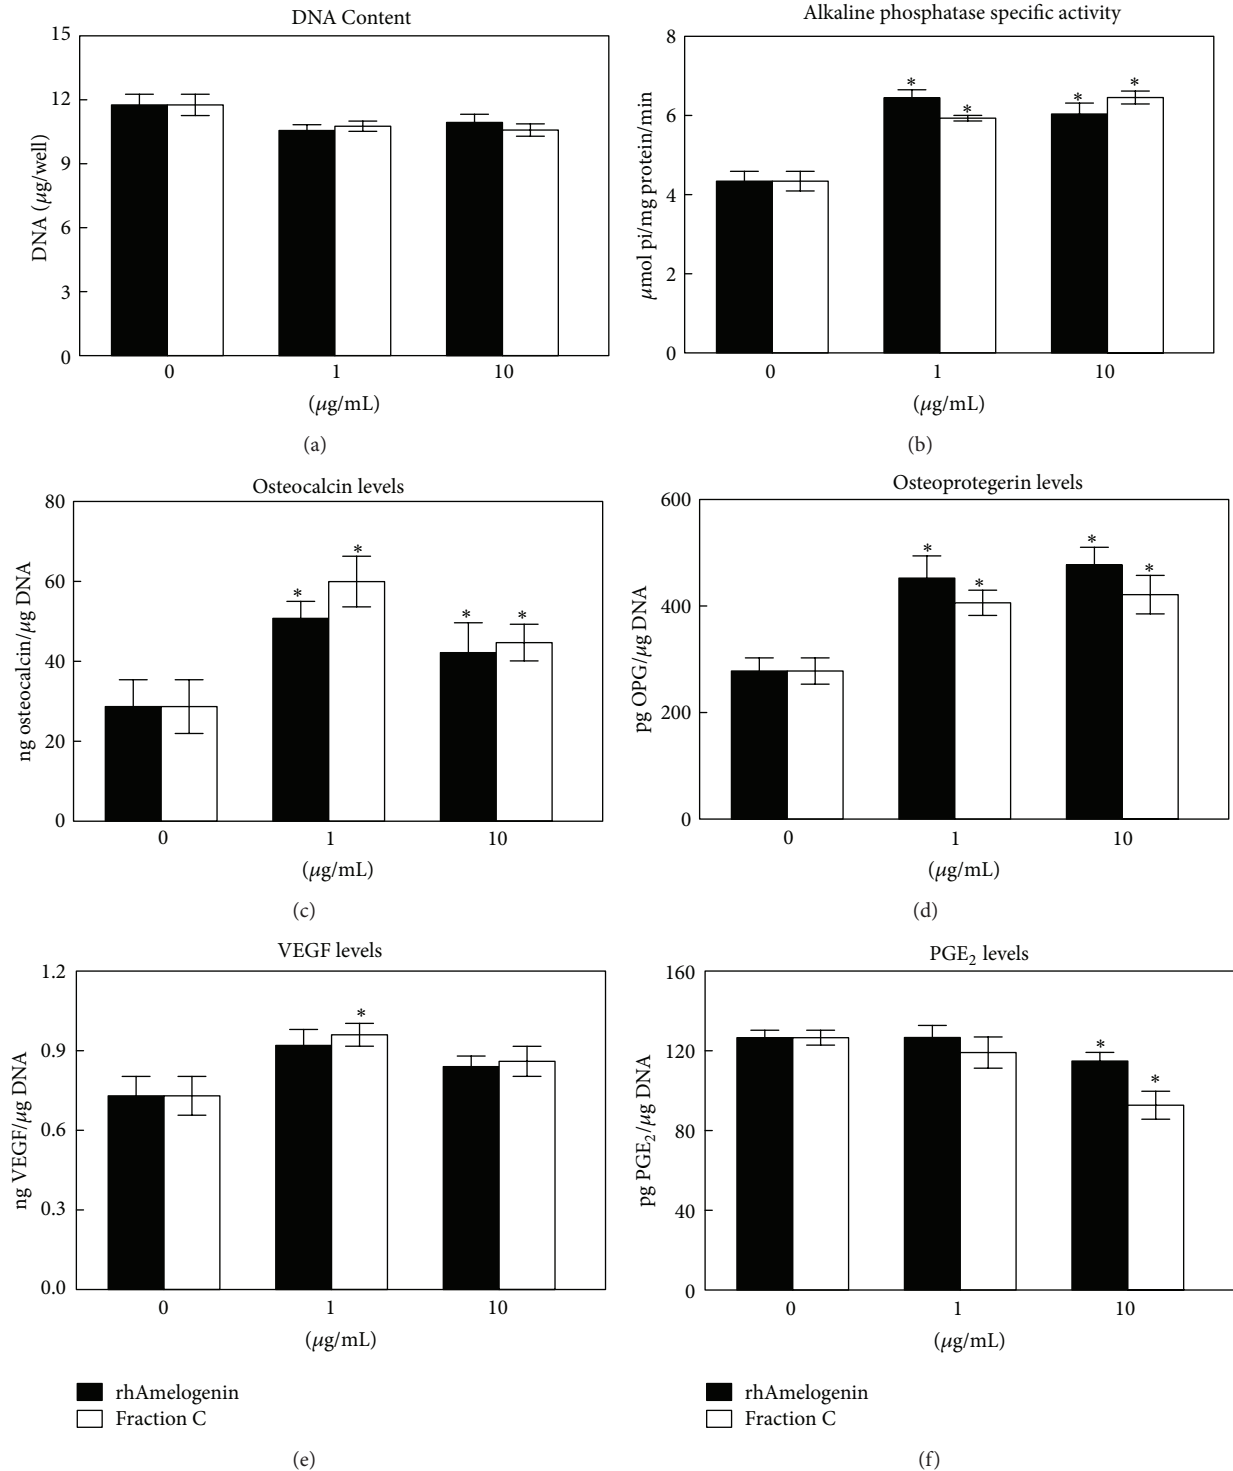 DNA Content
15
12
9
6
3
0
DNA (μg/well)
0 1 10
(μg/mL)
(a)
Alkaline phosphatase specific activity
8
6
4
2
0
μmol pi/mg protein/min
* * * *
0 1 10
(μg/mL)
(b)
Osteocalcin levels
80
60
40
20
0
ng osteocalcin/μg DNA
* * * *
0 1 10
(μg/mL)
(c)
Osteoprotegerin levels
600
400
200
0
pg OPG/μg DNA
* * * *
0 1 10
(μg/mL)
(d)
VEGF levels
1.2
0.9
0.6
0.3
0.0
ng VEGF/μg DNA
*
0 1 10
(μg/mL)
rhAmelogenin
Fraction C
(e)
PGE₂ levels
160
120
80
40
0
pg PGE₂/μg DNA
* *
0 1 10
(μg/mL)
rhAmelogenin
Fraction C
(f)